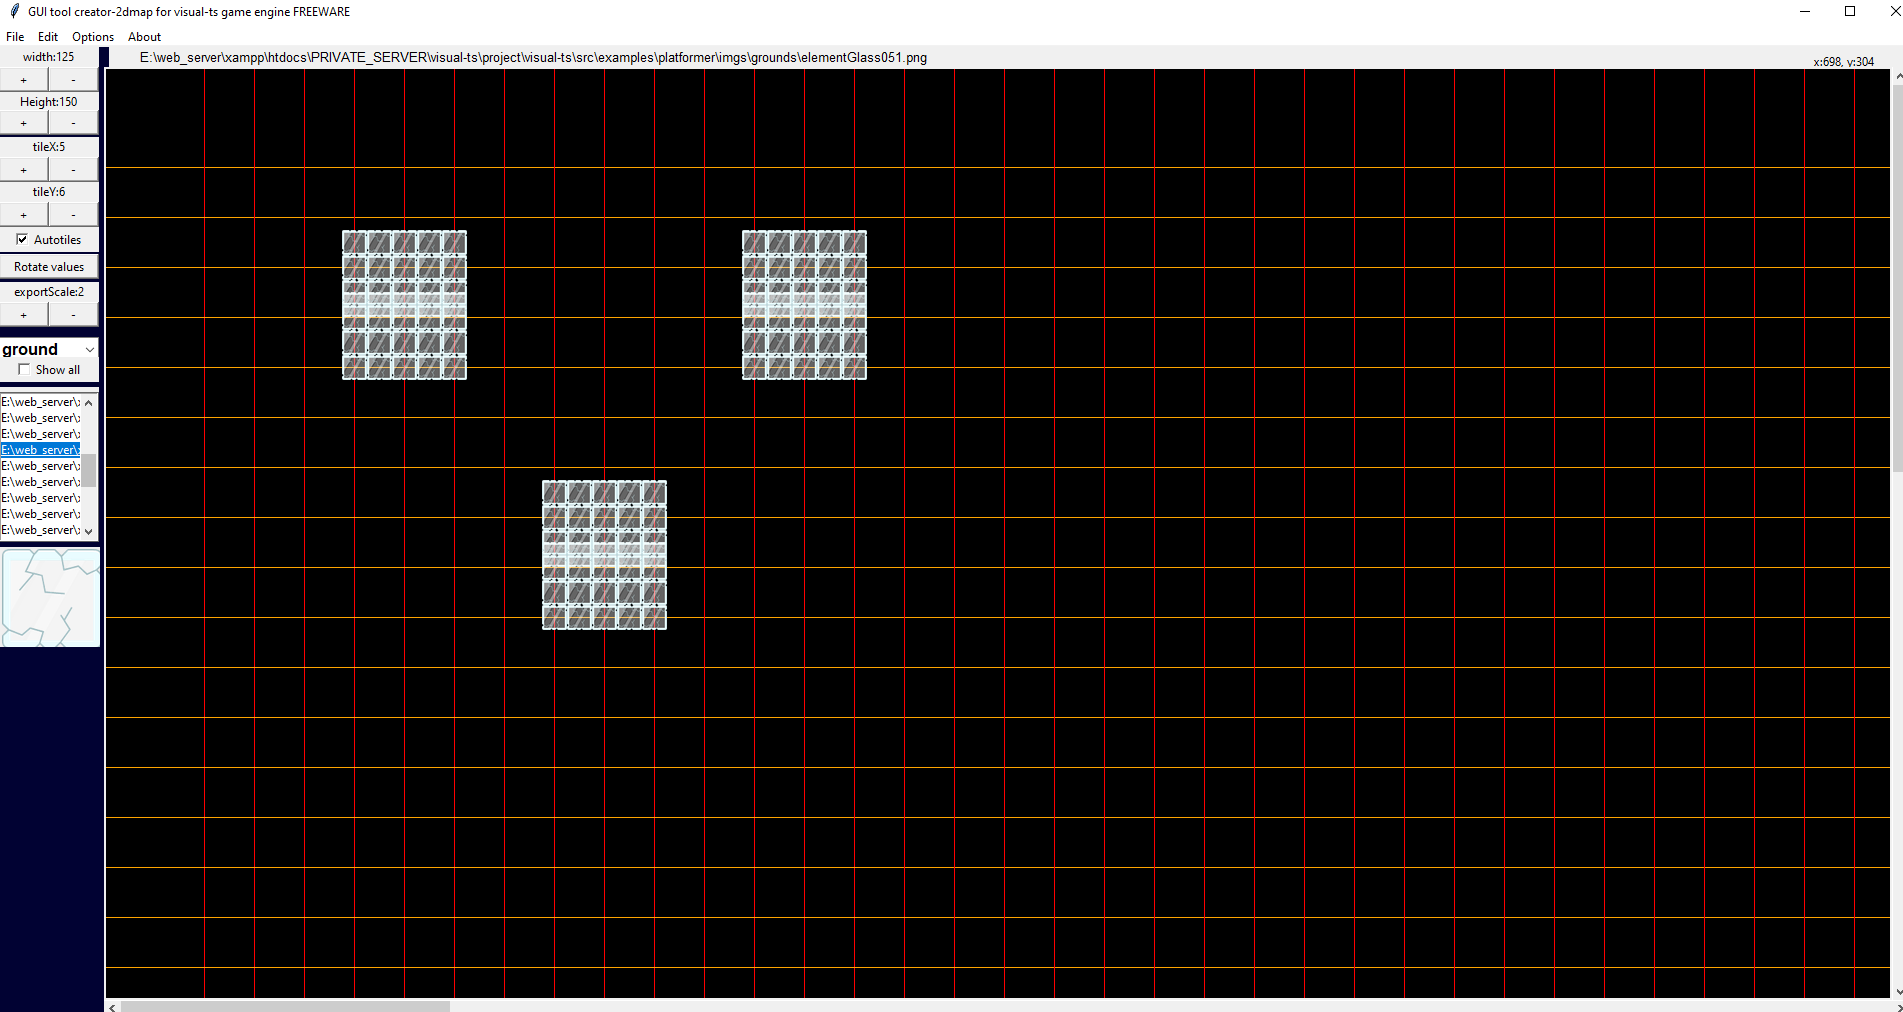 GUI tool creator-2dmap for visual-ts game engine FREEWARE
File Edit Options About
width:125
E:\web_server\xampp\htdocs\PRIVATE_SERVER\visual-ts\project\visual-ts\src\examples\platformer\imgs\grounds\elementGlass051.png
x:698, y:304
+ -
Height:150
+ -
tileX:5
+ -
tileY:6
+ -
Autotiles
Rotate values
exportScale:2
+ -
ground
Show all
E:\web_server\
E:\web_server\
E:\web_server\
E:\web_server\
E:\web_server\
E:\web_server\
E:\web_server\
E:\web_server\
E:\web_server\